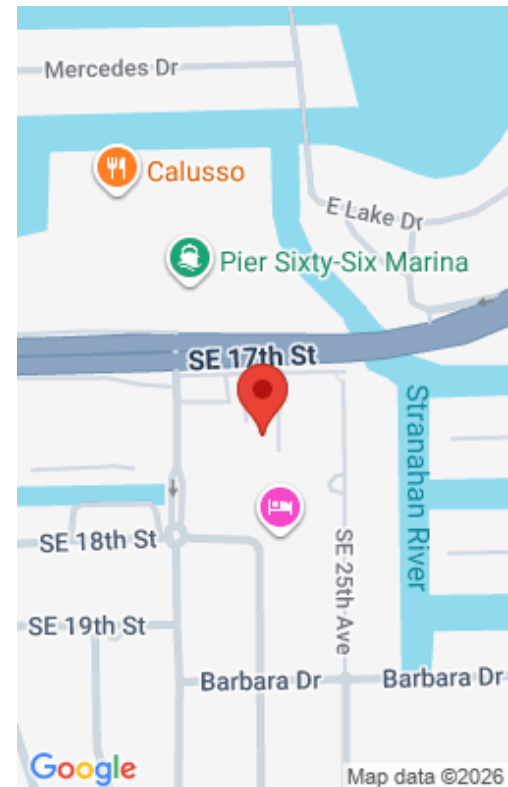 Mercedes Dr
Calusso
E Lake Dr
Pier Sixty-Six Marina
SE 17th St
Stranahan River
SE 18th St
SE 25th Ave
SE 19th St
Barbara Dr
Barbara Dr
Google
Map data ©2026